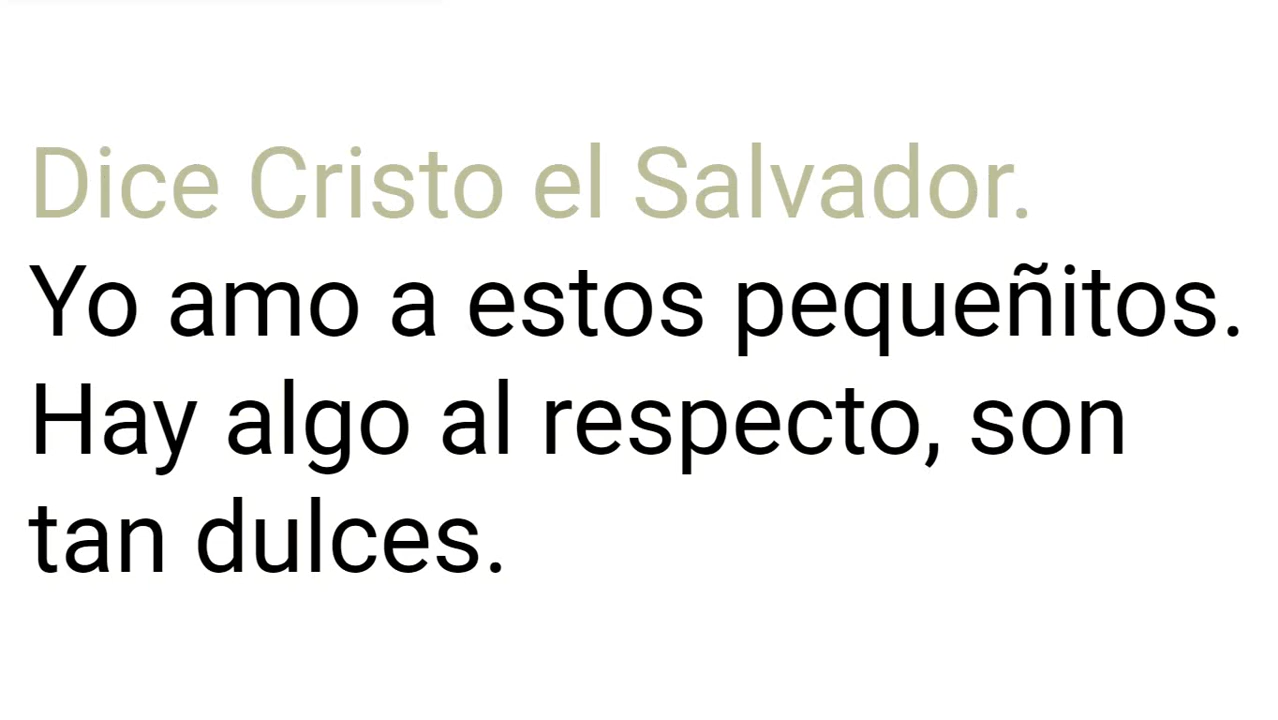 Dice Cristo el Salvador.
Yo amo a estos pequeñitos.
Hay algo al respecto, son
tan dulces.